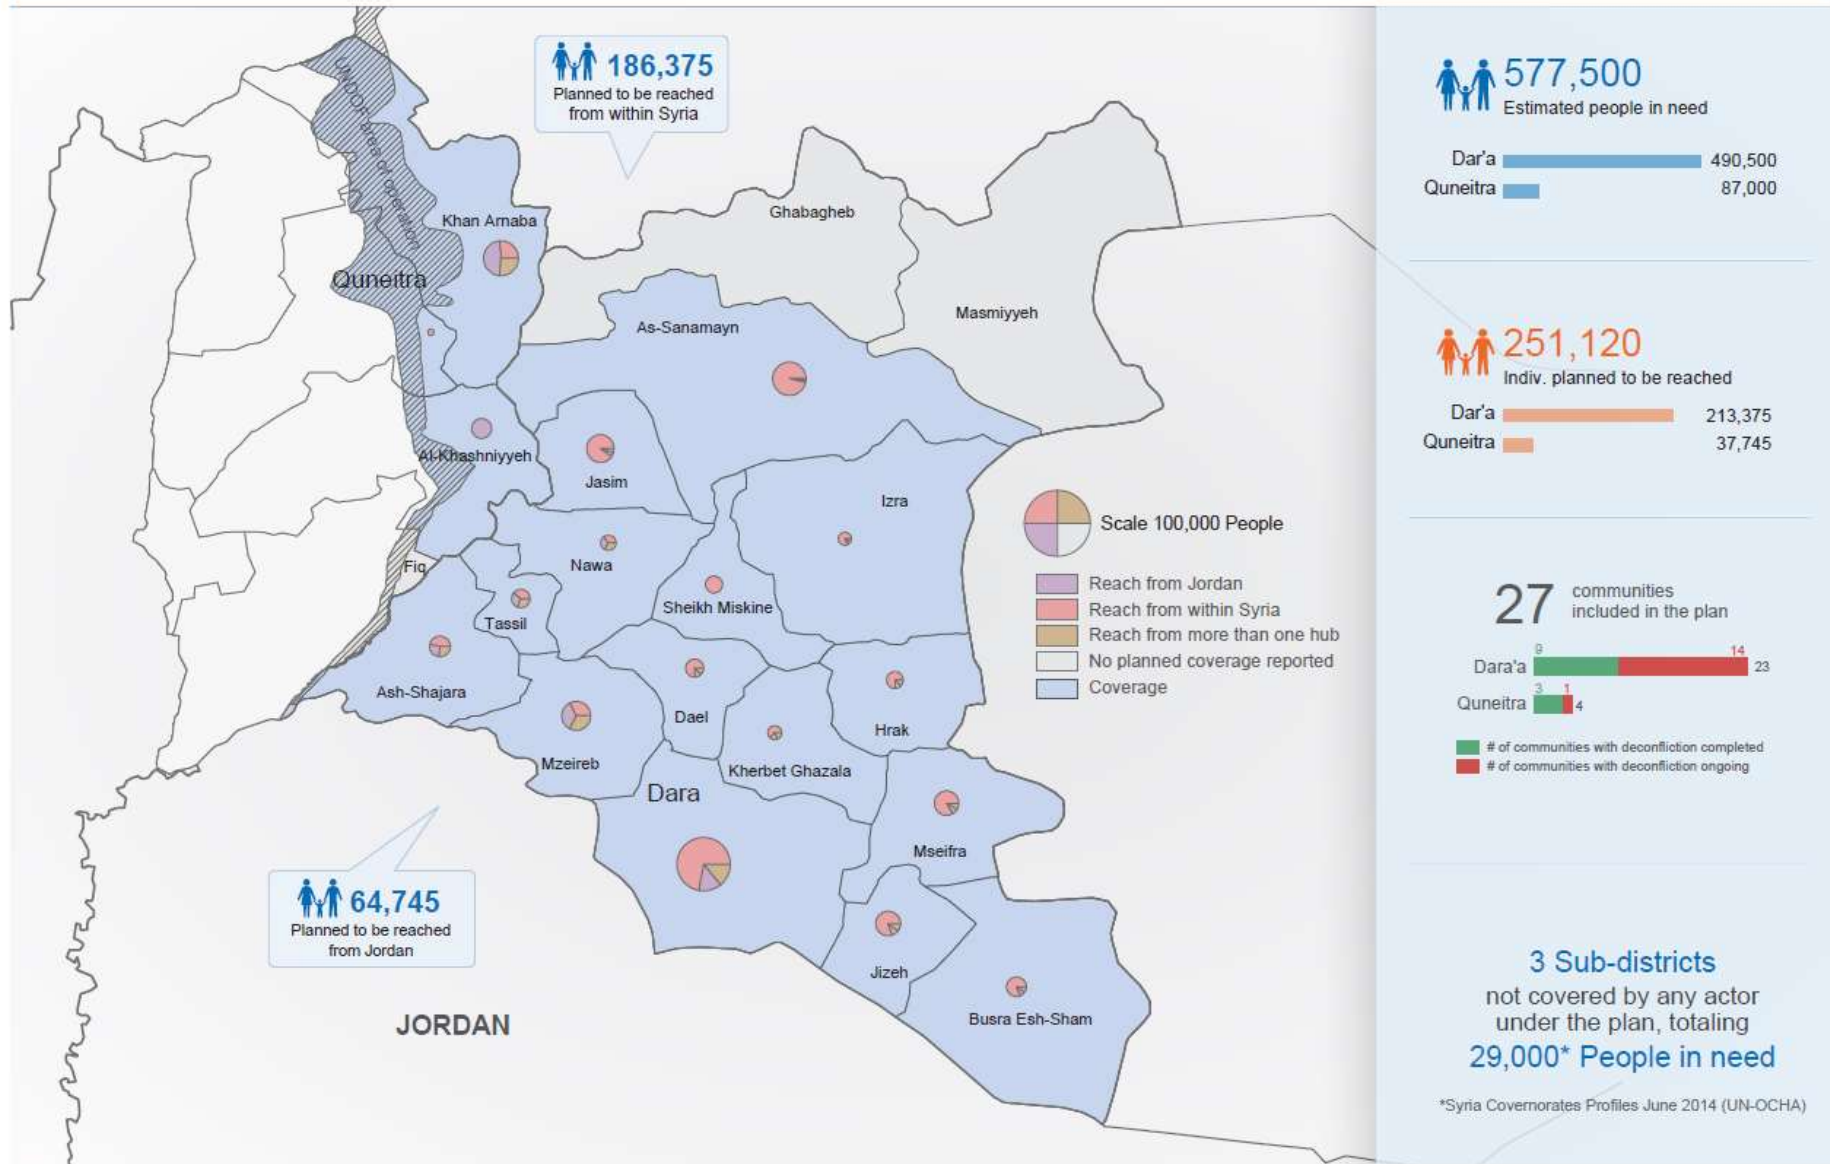 186,375
Planned to be reached
from within Syria
UNDOF area of operation
Khan Arnaba
Quneitra
Ghabagheb
Masmiyyeh
As-Sanamayn
Al-Khashniyyeh
Jasim
Izra
Nawa
Fiq
Sheikh Miskine
Tassil
Ash-Shajara
Dael
Hrak
Mzeireb
Kherbet Ghazala
Dara
Mseifra
Jizeh
Busra Esh-Sham
64,745
Planned to be reached
from Jordan
JORDAN
Scale 100,000 People
Reach from Jordan
Reach from within Syria
Reach from more than one hub
No planned coverage reported
Coverage
577,500
Estimated people in need
Dar'a 490,500
Quneitra 87,000
251,120
Indiv. planned to be reached
Dar'a 213,375
Quneitra 37,745
27 communities
included in the plan
9 14
Dara'a 23
3 1
Quneitra 4
# of communities with deconfliction completed
# of communities with deconfliction ongoing
3 Sub-districts
not covered by any actor
under the plan, totaling
29,000* People in need
*Syria Covernorates Profiles June 2014 (UN-OCHA)